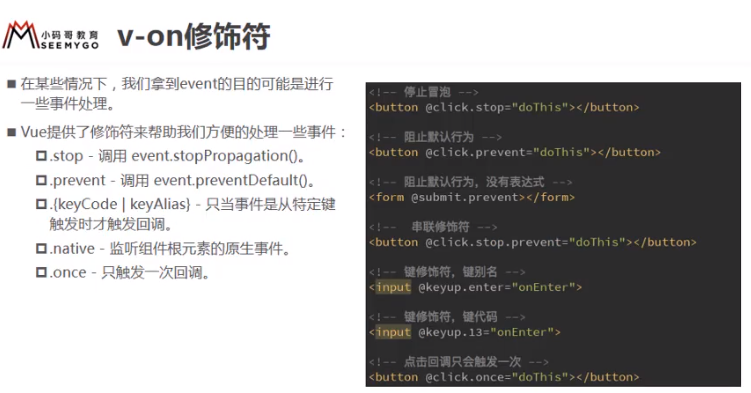 小码哥教育
SEEMYGO
v-on修饰符
■ 在某些情况下，我们拿到event的目的可能是进行
一些事件处理。
■ Vue提供了修饰符来帮助我们方便的处理一些事件：
.stop - 调用 event.stopPropagation()。
.prevent - 调用 event.preventDefault()。
.{keyCode | keyAlias} - 只当事件是从特定键
触发时才触发回调。
.native - 监听组件根元素的原生事件。
.once - 只触发一次回调。
<!-- 停止冒泡 -->
<button @click.stop="doThis"></button>
<!-- 阻止默认行为 -->
<button @click.prevent="doThis"></button>
<!-- 阻止默认行为，没有表达式 -->
<form @submit.prevent></form>
<!--  串联修饰符 -->
<button @click.stop.prevent="doThis"></button>
<!-- 键修饰符，键别名 -->
<input @keyup.enter="onEnter">
<!-- 键修饰符，键代码 -->
<input @keyup.13="onEnter">
<!-- 点击回调只会触发一次 -->
<button @click.once="doThis"></button>